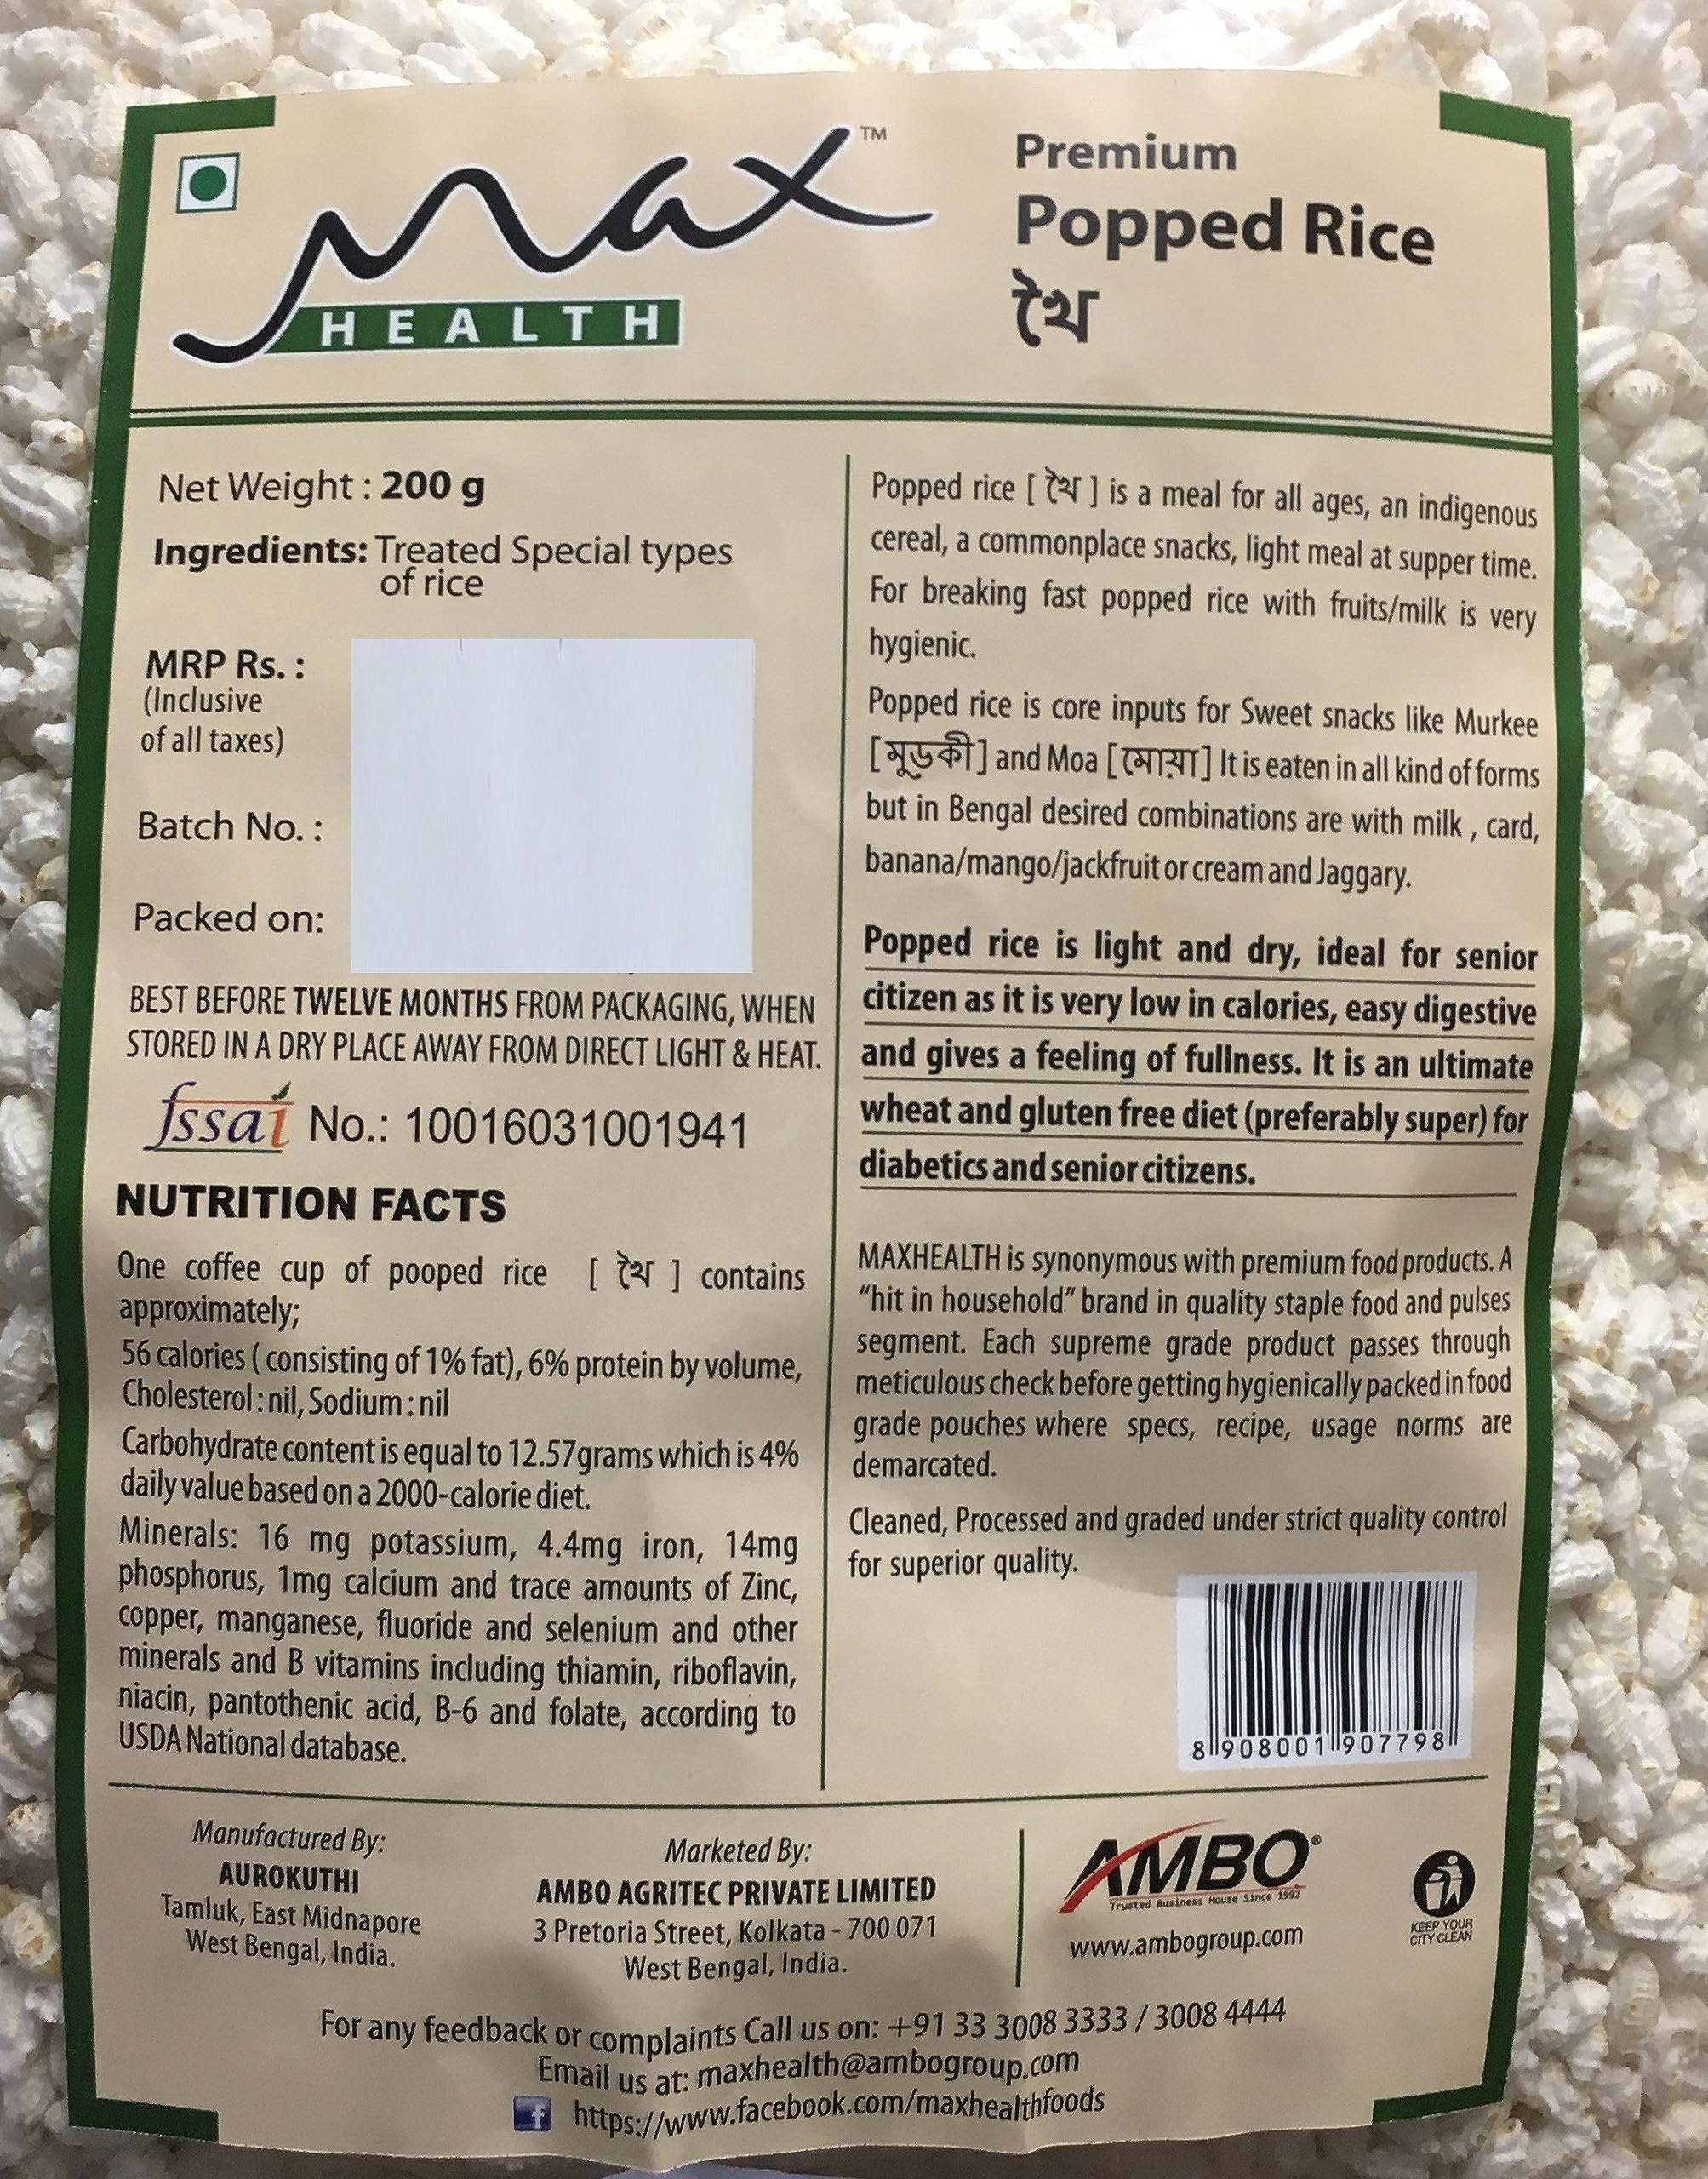 Max™
HEALTH
Premium
Popped Rice
খৈ
Net Weight : 200 g
Ingredients: Treated Special types
of rice
MRP Rs. :
(Inclusive
of all taxes)
Batch No. :
Packed on:
BEST BEFORE TWELVE MONTHS FROM PACKAGING, WHEN
STORED IN A DRY PLACE AWAY FROM DIRECT LIGHT & HEAT.
fssai No.: 10016031001941
NUTRITION FACTS
One coffee cup of pooped rice [ খৈ ] contains
approximately;
56 calories ( consisting of 1% fat), 6% protein by volume,
Cholesterol : nil, Sodium : nil
Carbohydrate content is equal to 12.57grams which is 4%
daily value based on a 2000-calorie diet.
Minerals: 16 mg potassium, 4.4mg iron, 14mg
phosphorus, 1mg calcium and trace amounts of Zinc,
copper, manganese, fluoride and selenium and other
minerals and B vitamins including thiamin, riboflavin,
niacin, pantothenic acid, B-6 and folate, according to
USDA National database.
Popped rice [ খৈ ] is a meal for all ages, an indigenous
cereal, a commonplace snacks, light meal at supper time.
For breaking fast popped rice with fruits/milk is very
hygienic.
Popped rice is core inputs for Sweet snacks like Murkee
[মুড়কী] and Moa [মোয়া] It is eaten in all kind of forms
but in Bengal desired combinations are with milk , card,
banana/mango/jackfruit or cream and Jaggary.
Popped rice is light and dry, ideal for senior
citizen as it is very low in calories, easy digestive
and gives a feeling of fullness. It is an ultimate
wheat and gluten free diet (preferably super) for
diabetics and senior citizens.
MAXHEALTH is synonymous with premium food products. A
“hit in household” brand in quality staple food and pulses
segment. Each supreme grade product passes through
meticulous check before getting hygienically packed in food
grade pouches where specs, recipe, usage norms are
demarcated.
Cleaned, Processed and graded under strict quality control
for superior quality.
8 908001 907798
Manufactured By:
AUROKUTHI
Tamluk, East Midnapore
West Bengal, India.
Marketed By:
AMBO AGRITEC PRIVATE LIMITED
3 Pretoria Street, Kolkata - 700 071
West Bengal, India.
AMBO®
Trusted Business House Since 1992
www.ambogroup.com
KEEP YOUR
CITY CLEAN
For any feedback or complaints Call us on: +91 33 3008 3333 / 3008 4444
Email us at: maxhealth@ambogroup.com
f https://www.facebook.com/maxhealthfoods